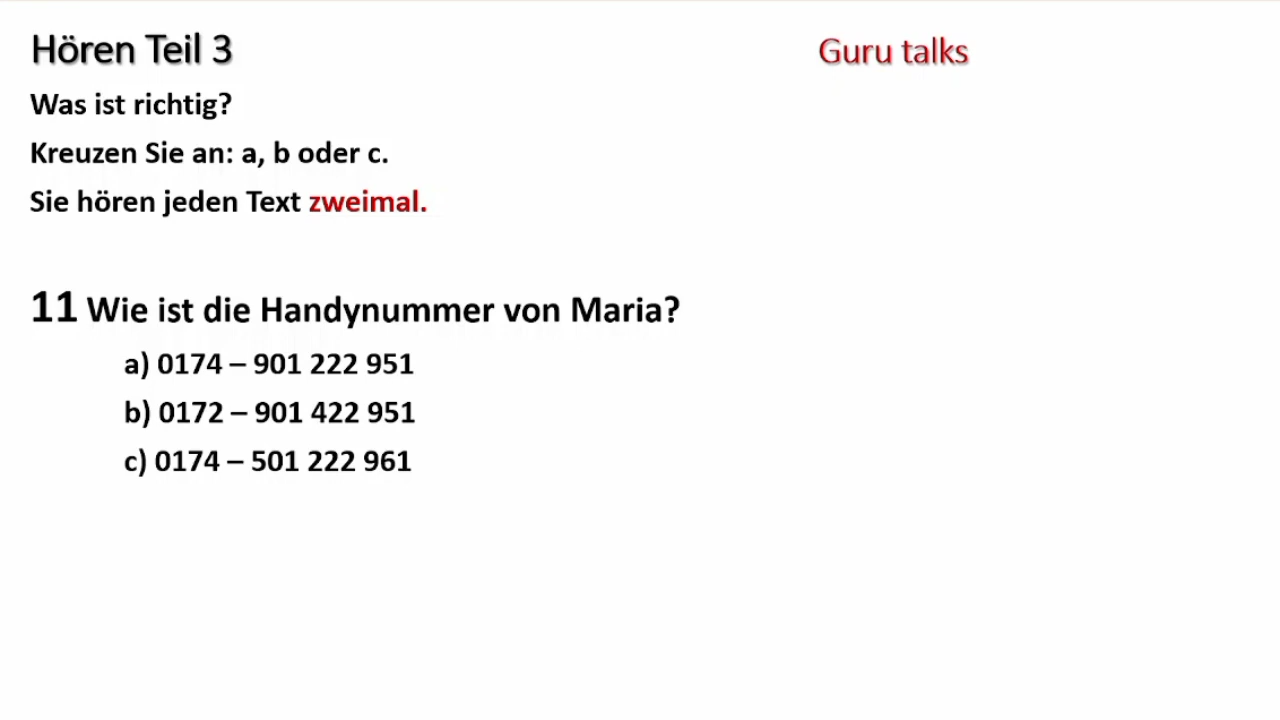 Hören Teil 3
Guru talks
Was ist richtig?
Kreuzen Sie an: a, b oder c.
Sie hören jeden Text zweimal.
11 Wie ist die Handynummer von Maria?
a) 0174 – 901 222 951
b) 0172 – 901 422 951
c) 0174 – 501 222 961